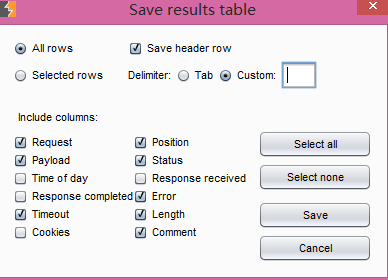 Save results table
All rows
Save header row
Selected rows
Delimiter:
Tab
Custom:
Include columns:
Request
Position
Payload
Status
Time of day
Response received
Response completed
Error
Timeout
Length
Cookies
Comment
Select all
Select none
Save
Cancel